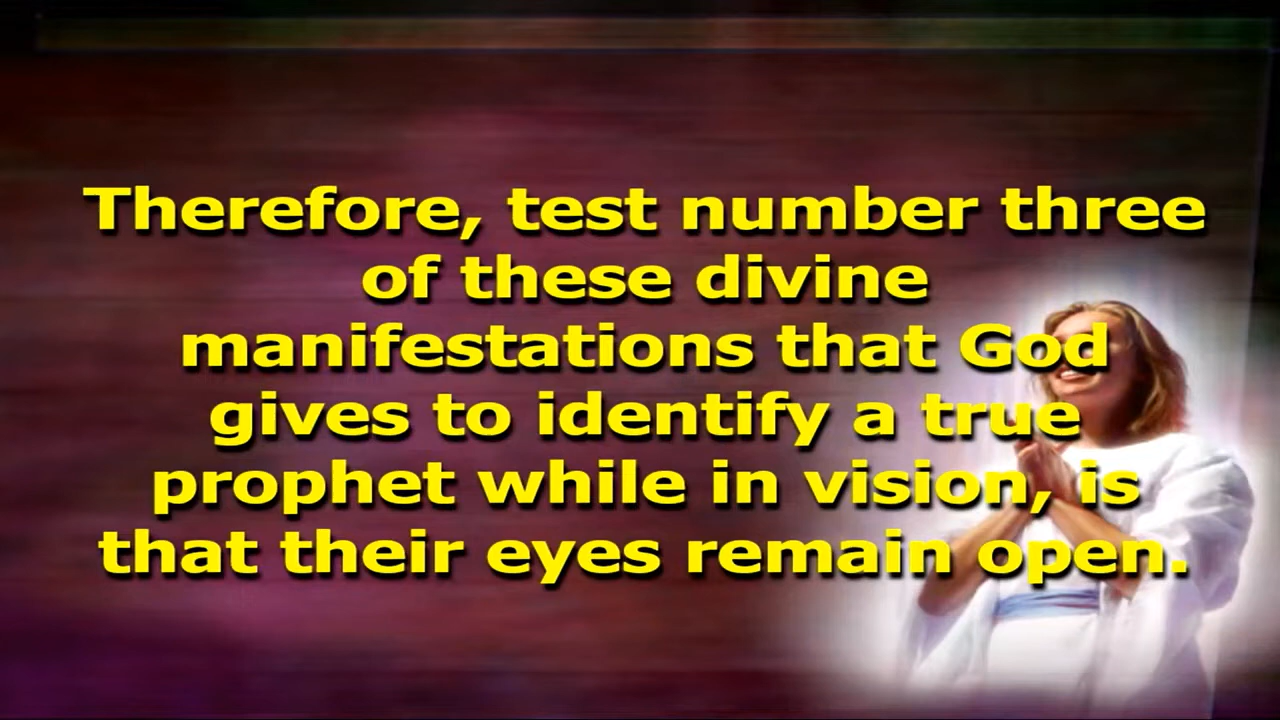 Therefore, test number three
of these divine
manifestations that God
gives to identify a true
prophet while in vision, is
that their eyes remain open.